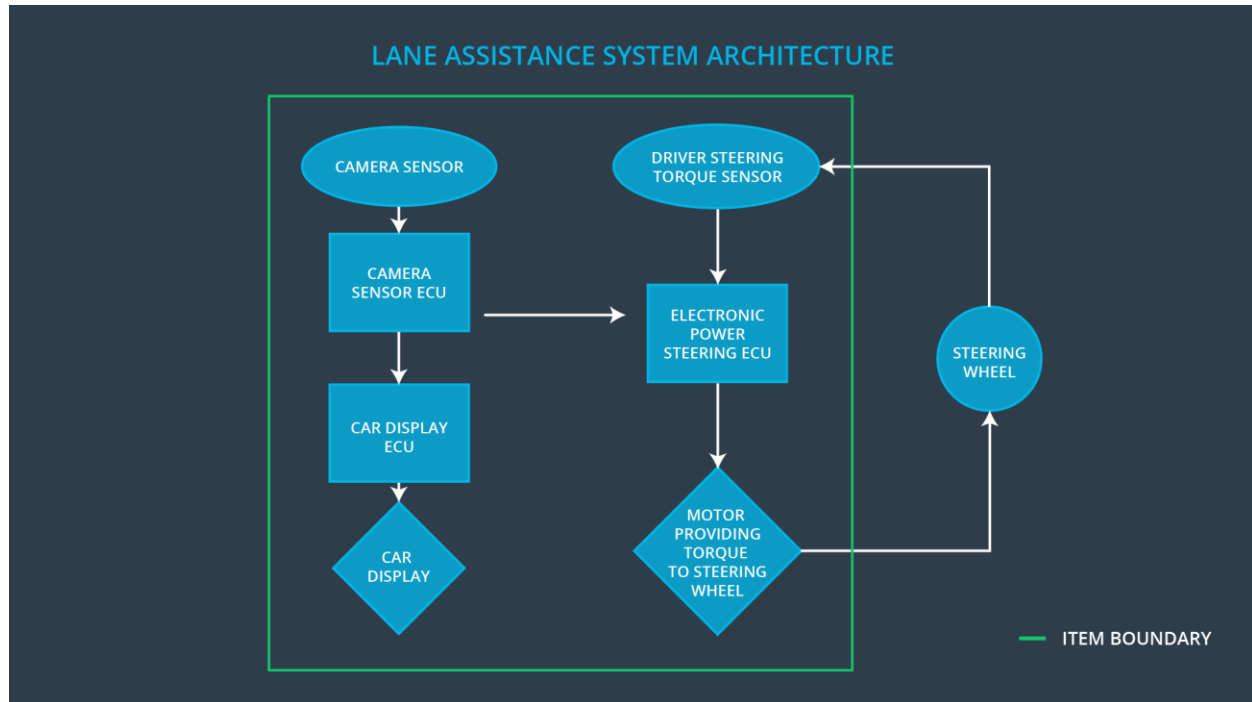 LANE ASSISTANCE SYSTEM ARCHITECTURE
CAMERA SENSOR
CAMERA
SENSOR ECU
CAR DISPLAY
ECU
CAR
DISPLAY
DRIVER STEERING
TORQUE SENSOR
ELECTRONIC
POWER
STEERING ECU
MOTOR
PROVIDING
TORQUE
TO STEERING
WHEEL
STEERING
WHEEL
ITEM BOUNDARY